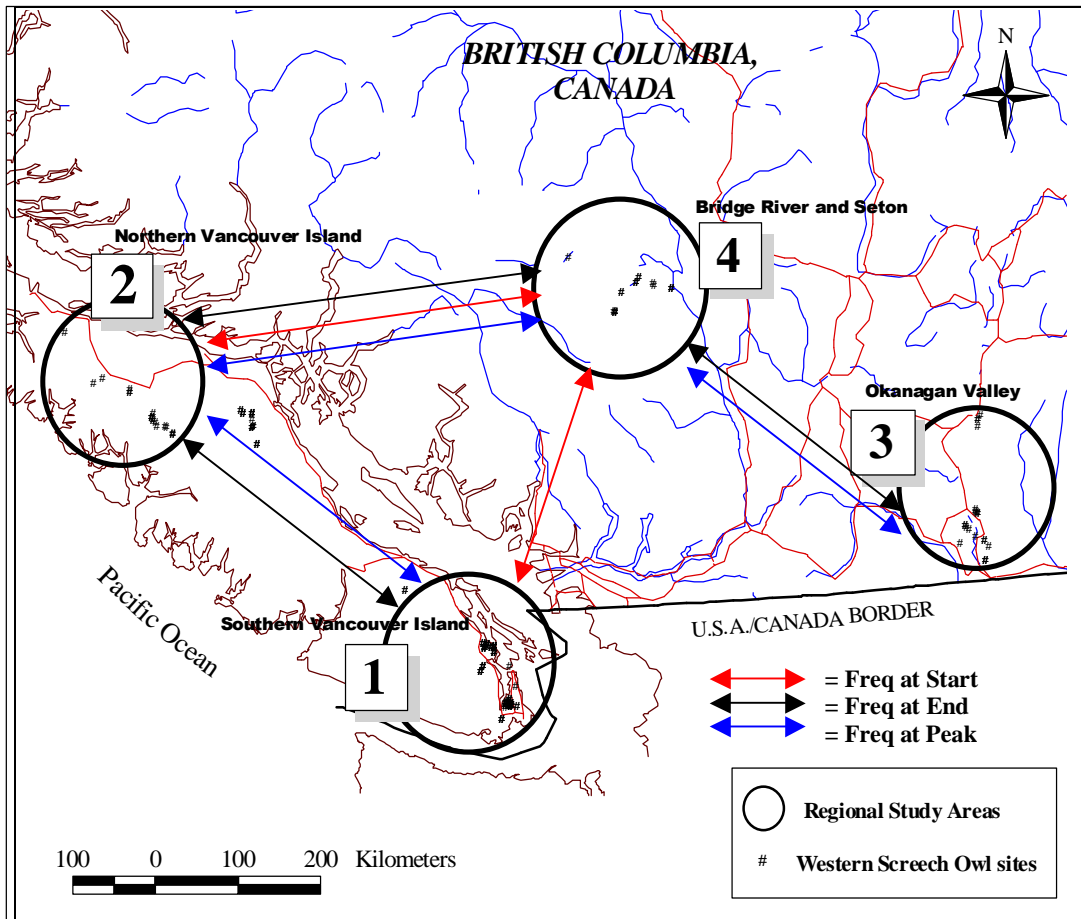 BRITISH COLUMBIA,
CANADA
N
Bridge River and Seton
4
Northern Vancouver Island
2
Okanagan Valley
3
Pacific Ocean
Southern Vancouver Island
1
U.S.A./CANADA BORDER
= Freq at Start
= Freq at End
= Freq at Peak
Regional Study Areas
# Western Screech Owl sites
100 0 100 200 Kilometers